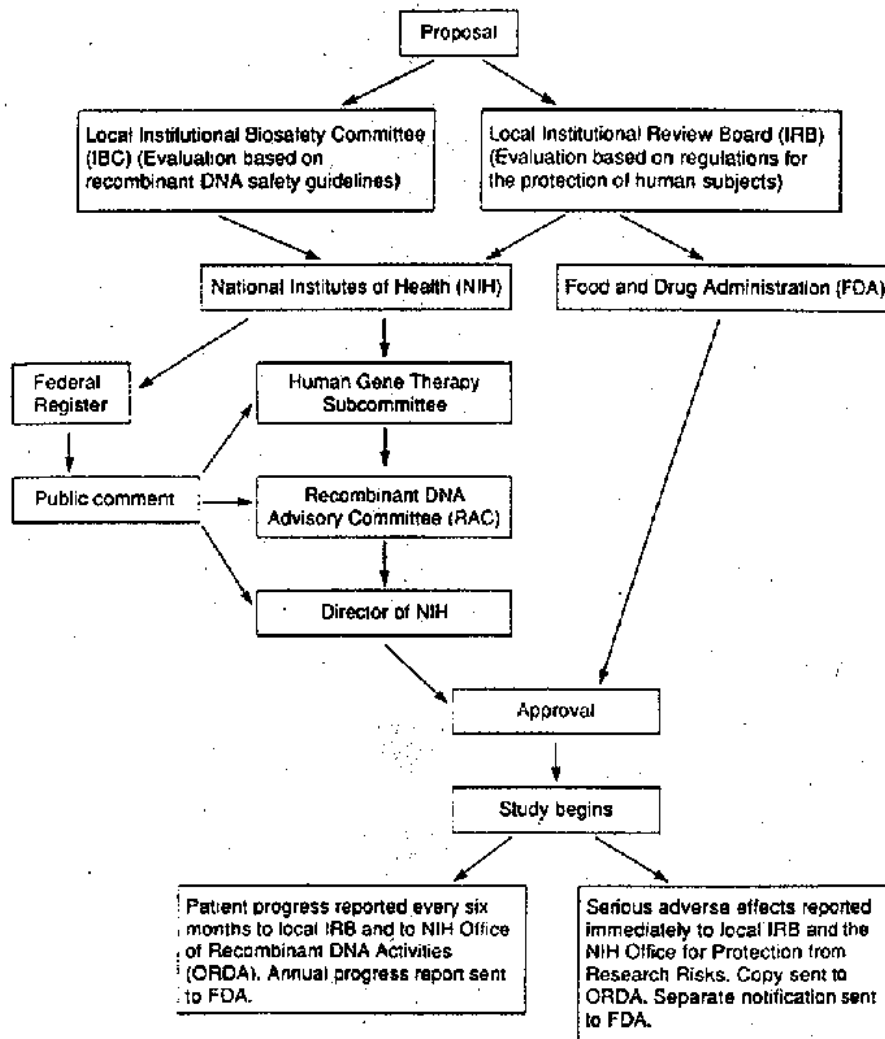 Proposal
Local Institutional Biosafety Committee
(IBC) (Evaluation based on
recombinant DNA safety guidelines)
Local Institutional Review Board (IRB)
(Evaluation based on regulations for
the protection of human subjects)
National Institutes of Health (NIH)
Food and Drug Administration (FDA)
Federal
Register
Human Gene Therapy
Subcommittee
Public comment
Recombinant DNA
Advisory Committee (RAC)
Director of NIH
Approval
Study begins
Patient progress reported every six
months to local IRB and to NIH Office
of Recombinant DNA Activities
(ORDA). Annual progress report sent
to FDA.
Serious adverse effects reported
immediately to local IRB and the
NIH Office for Protection from
Research Risks. Copy sent to
ORDA. Separate notification sent
to FDA.